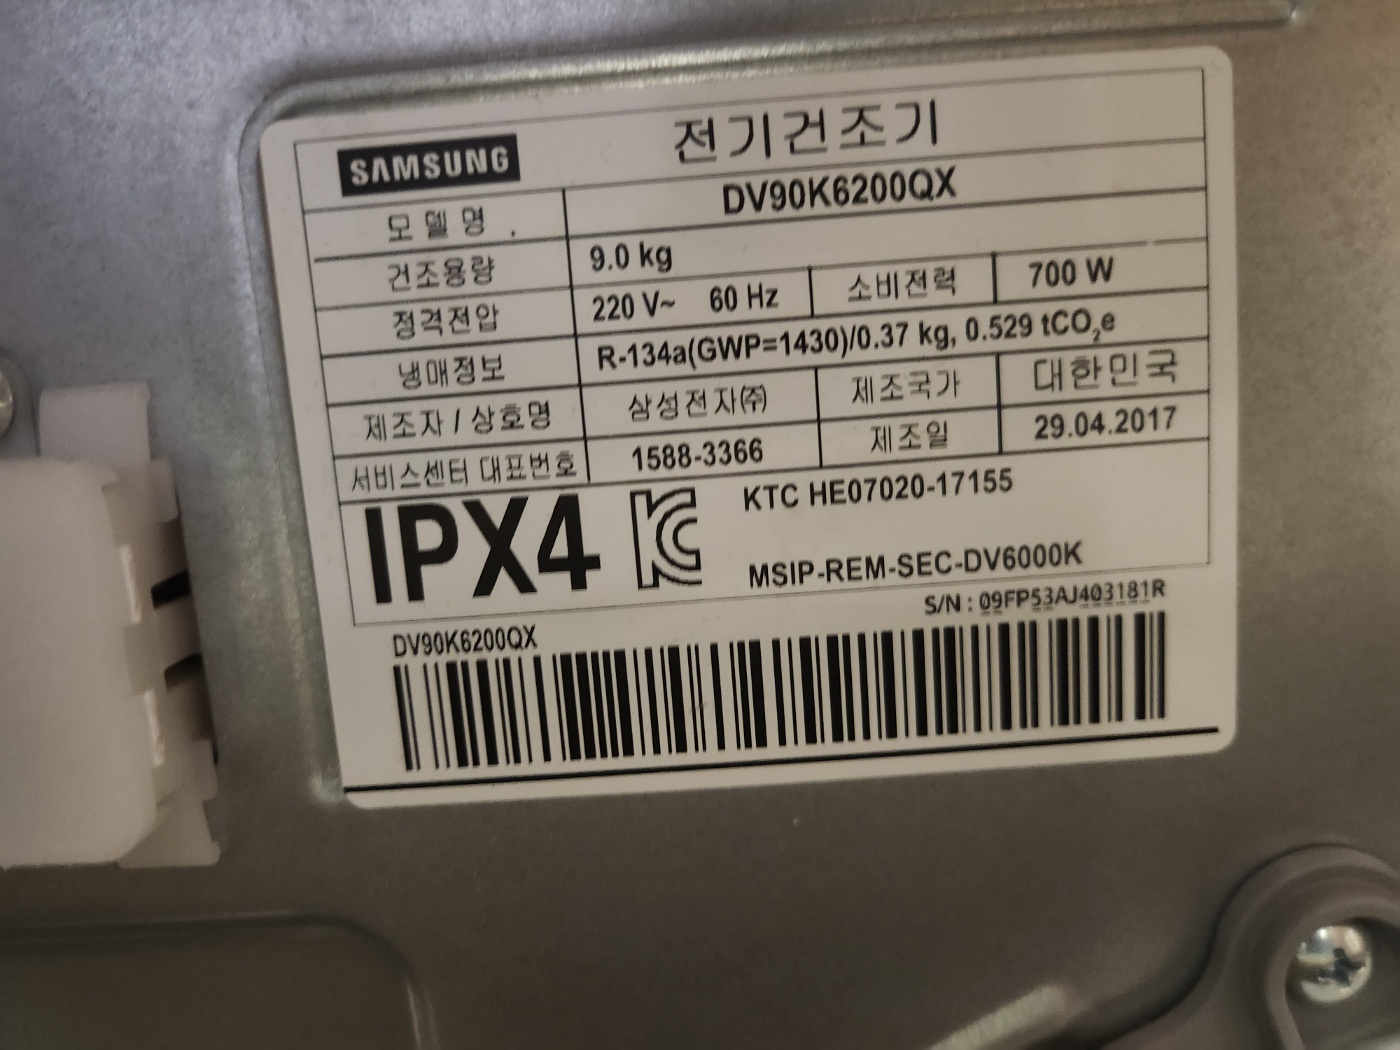 SAMSUNG 전기건조기
모델명 DV90K6200QX
건조용량 9.0 kg
정격전압 220 V~ 60 Hz 소비전력 700 W
냉매정보 R-134a(GWP=1430)/0.37 kg, 0.529 tCO₂e
제조자 / 상호명 삼성전자㈜ 제조국가 대한민국
서비스센터 대표번호 1588-3366 제조일 29.04.2017
IPX4 KC KTC HE07020-17155
MSIP-REM-SEC-DV6000K
S/N : 09FP53AJ403181R
DV90K6200QX